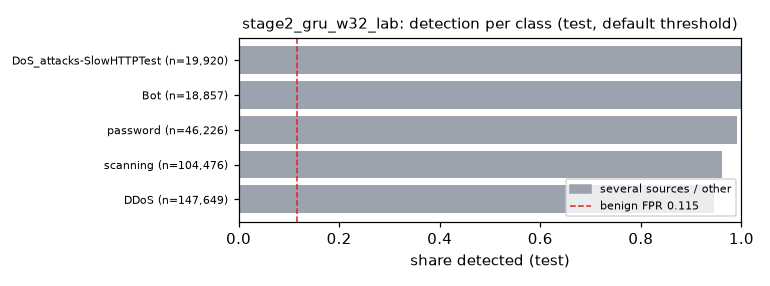 stage2_gru_w32_lab: detection per class (test, default threshold)
DoS_attacks-SlowHTTPTest (n=19,920)
Bot (n=18,857)
password (n=46,226)
scanning (n=104,476)
DDoS (n=147,649)
several sources / other
benign FPR 0.115
0.0 0.2 0.4 0.6 0.8 1.0
share detected (test)